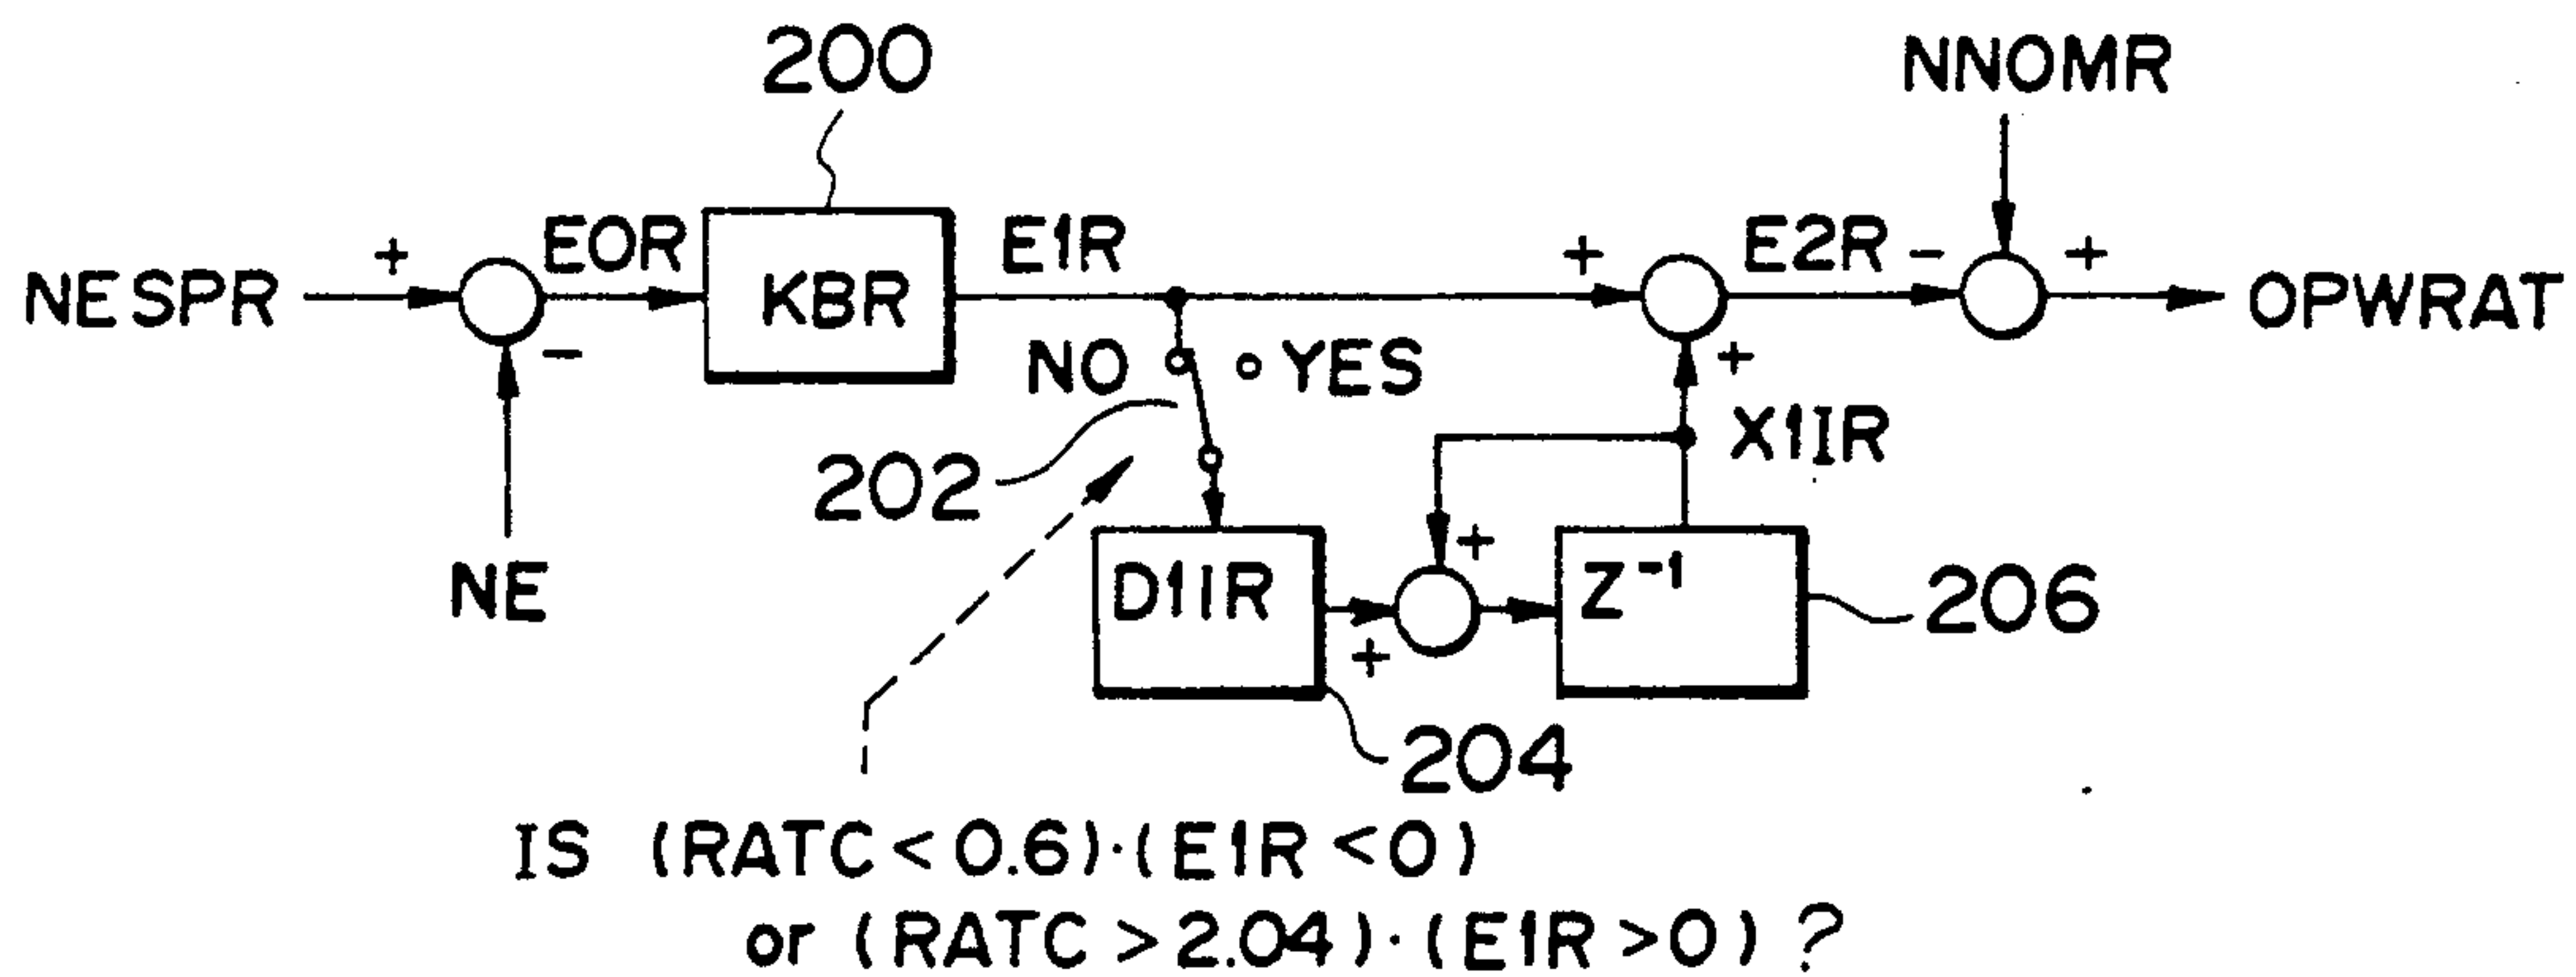 200
NNOMR
+ EOR E1R + E2R - +
NESPR KBR OPWRAT
- NO YES +
X1IR
202
NE
+
D1IR Z⁻¹ 206
+
204
IS (RATC < 0.6)·(E1R < 0)
or (RATC > 2.04)·(E1R > 0) ?